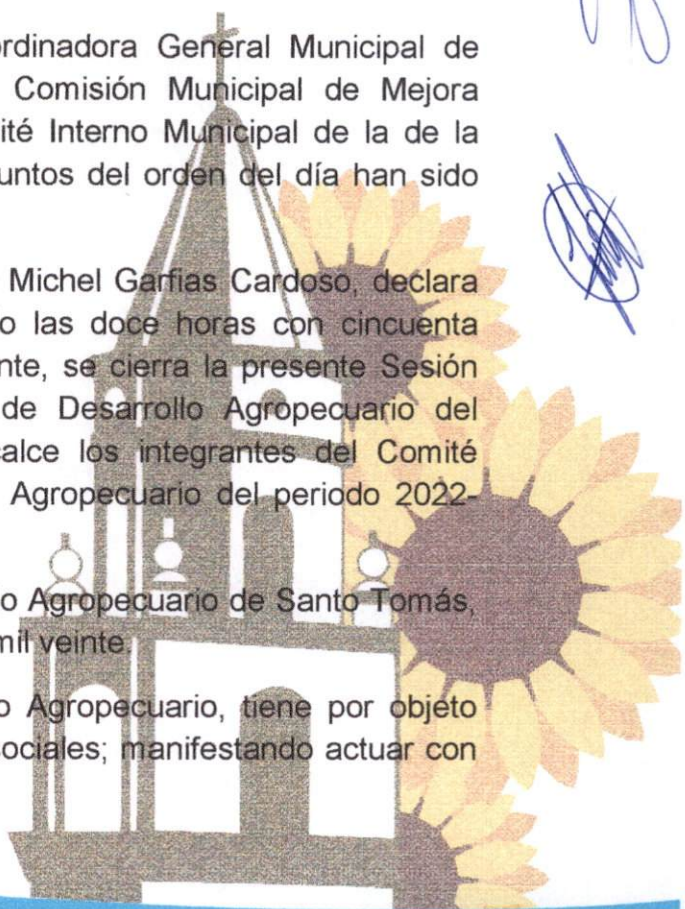 ordinadora General Municipal de
Comisión Municipal de Mejora
ité Interno Municipal de la de la
untos del orden del día han sido
Michel Garfias Cardoso, declara
o las doce horas con cincuenta
nte, se cierra la presente Sesión
de Desarrollo Agropecuario del
alce los integrantes del Comité
Agropecuario del periodo 2022-
o Agropecuario de Santo Tomás,
mil veinte.
o Agropecuario, tiene por objeto
sociales; manifestando actuar con